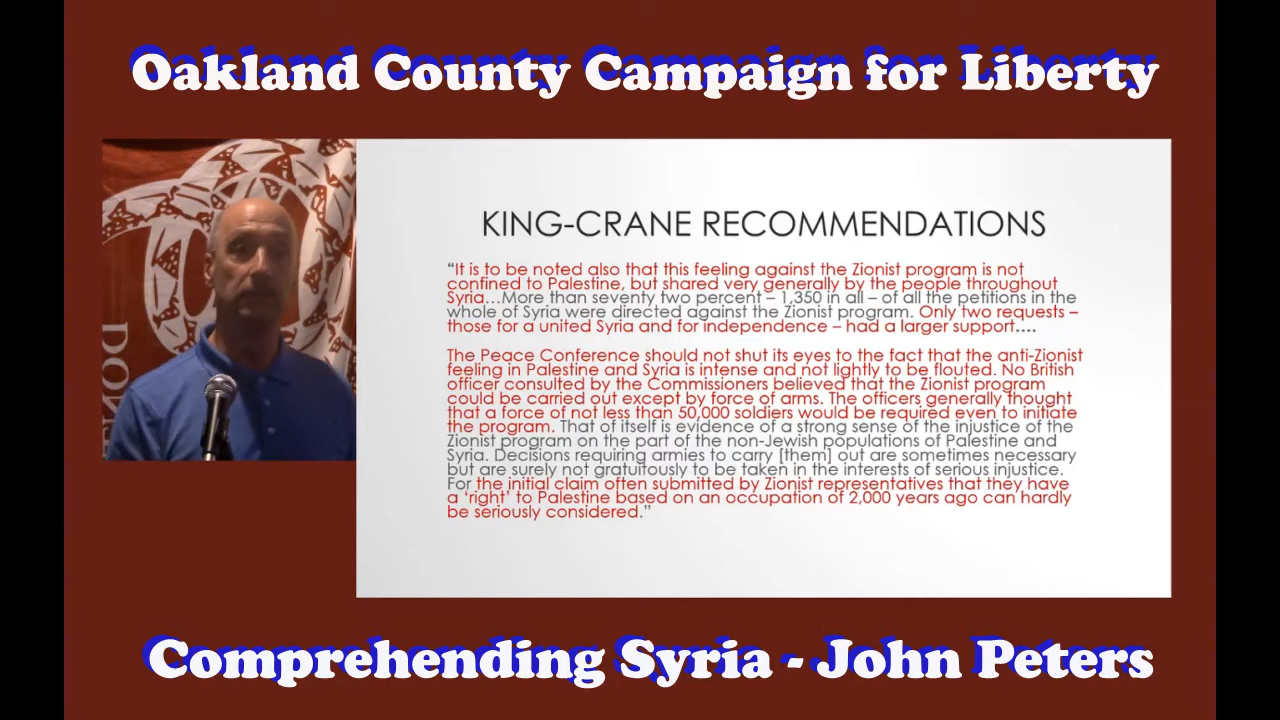 Oakland County Campaign for Liberty
KING-CRANE RECOMMENDATIONS
“It is to be noted also that this feeling against the Zionist program is not
confined to Palestine, but shared very generally by the people throughout
Syria…More than seventy two percent – 1,350 in all – of all the petitions in the
whole of Syria were directed against the Zionist program. Only two requests –
those for a united Syria and for independence – had a larger support….
The Peace Conference should not shut its eyes to the fact that the anti-Zionist
feeling in Palestine and Syria is intense and not lightly to be flouted. No British
officer consulted by the Commissioners believed that the Zionist program
could be carried out except by force of arms. The officers generally thought
that a force of not less than 50,000 soldiers would be required even to initiate
the program. That of itself is evidence of a strong sense of the injustice of the
Zionist program on the part of the non-Jewish populations of Palestine and
Syria. Decisions requiring armies to carry [them] out are sometimes necessary
but are surely not gratuitously to be taken in the interests of serious injustice.
For the initial claim often submitted by Zionist representatives that they have
a ‘right’ to Palestine based on an occupation of 2,000 years ago can hardly
be seriously considered.”
Comprehending Syria - John Peters